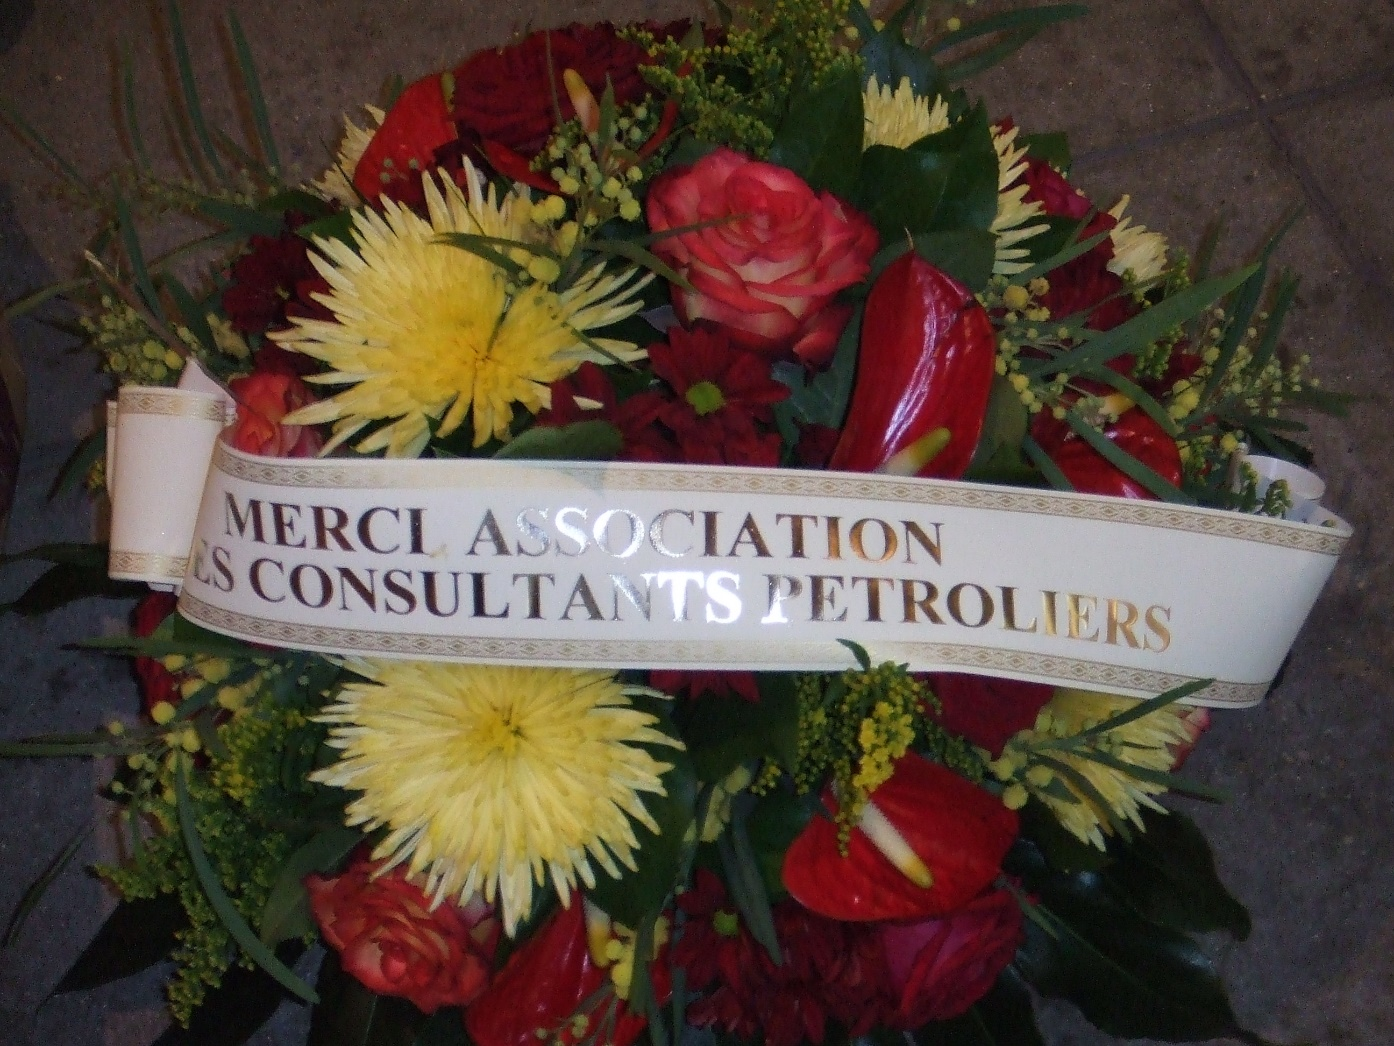 MERCI, ASSOCIATION
ES CONSULTANTS PETROLIERS